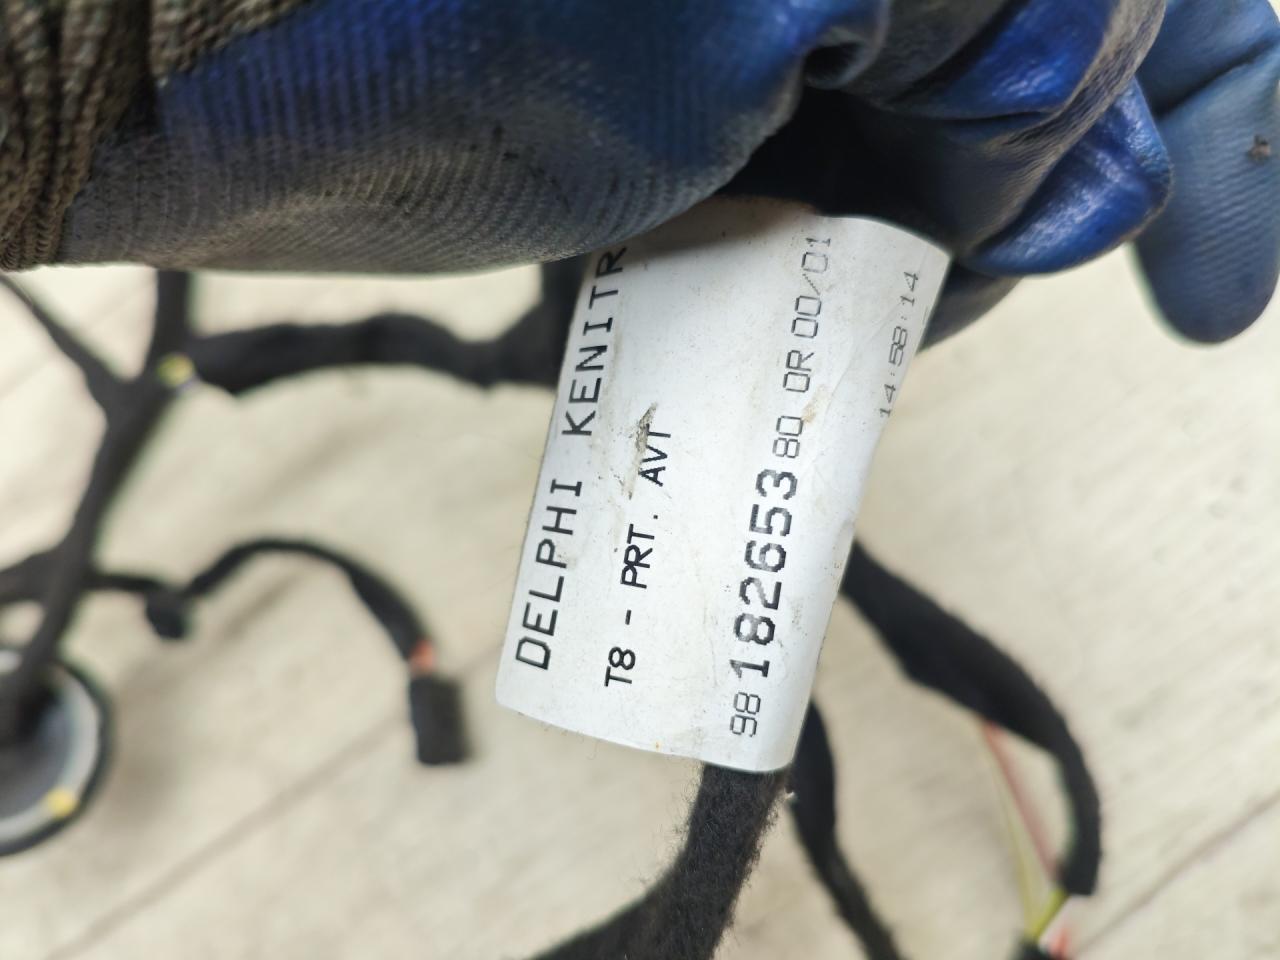 DELPHI KENITR
T8 - PRT. AVT
98 182653 80 0R 00/01
14:58:14